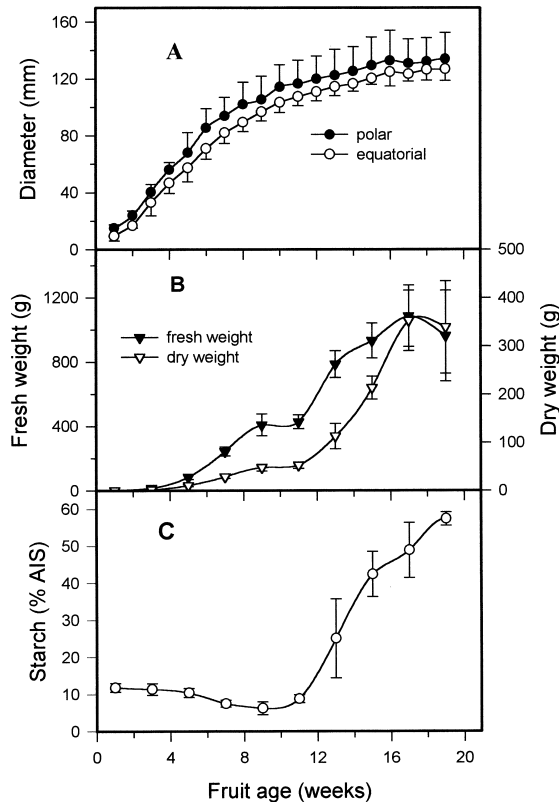 160
A
120
80
40
0
Diameter (mm)
polar
equatorial
500
B
1200
400
fresh weight
dry weight
300
800
200
400
100
0
0
Fresh weight (g)
Dry weight (g)
60
C
50
40
30
20
10
0
Starch (% AIS)
0 4 8 12 16 20
Fruit age (weeks)